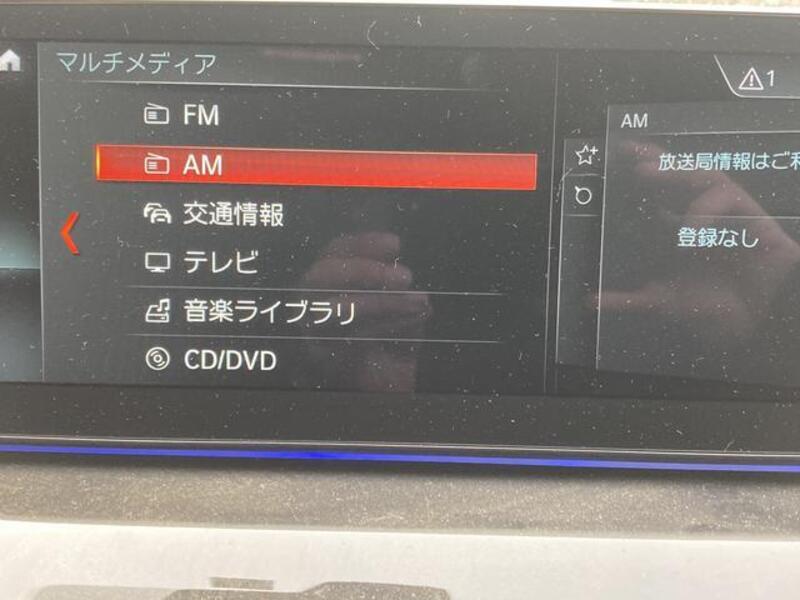 マルチメディア
FM
AM
交通情報
テレビ
音楽ライブラリ
CD/DVD
1
AM
放送局情報はご利
登録なし